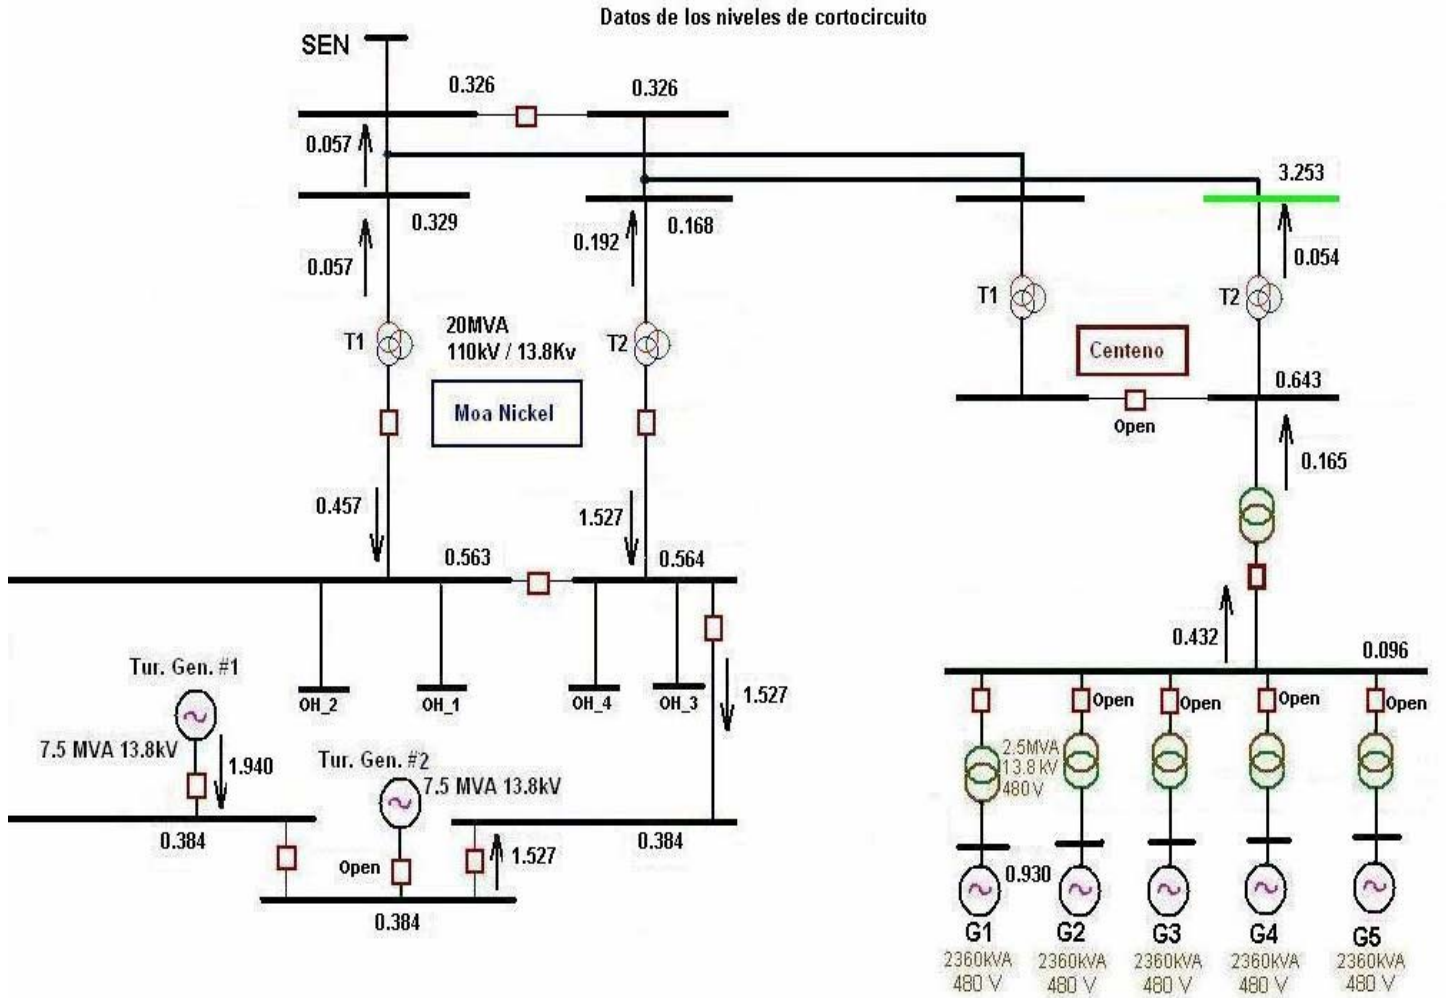 Datos de los niveles de cortocircuito
SEN
0.326
0.326
0.057
3.253
0.329
0.192
0.168
0.054
0.057
T1
20MVA
110kV / 13.8Kv
T2
T1
T2
Moa Nickel
Centeno
0.643
Open
0.165
0.457
1.527
0.563
0.564
0.432
0.096
Tur. Gen. #1
OH_2
OH_1
OH_4
OH_3
1.527
Open
Open
Open
Open
7.5 MVA 13.8kV
1.940
Tur. Gen. #2
7.5 MVA 13.8kV
2.5MVA
13.8 kV
480 V
0.384
0.384
Open
1.527
0.384
0.930
G1
G2
G3
G4
G5
2360kVA
2360kVA
2360kVA
2360kVA
2360kVA
480 V
480 V
480 V
480 V
480 V